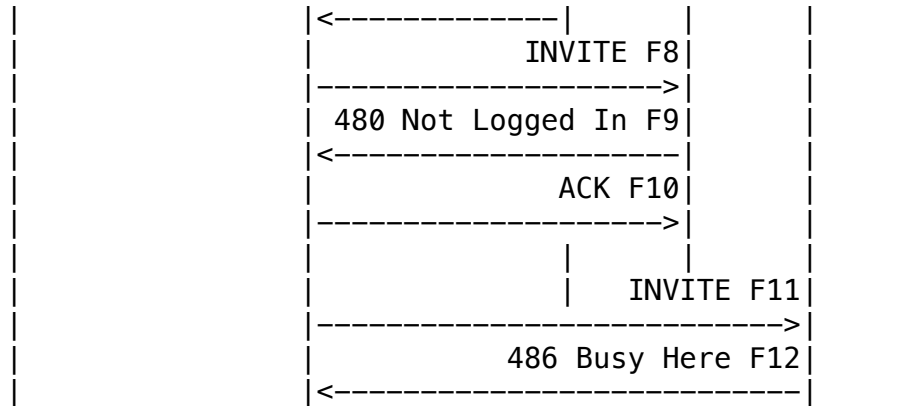 INVITE F8
480 Not Logged In F9
ACK F10
INVITE F11
486 Busy Here F12